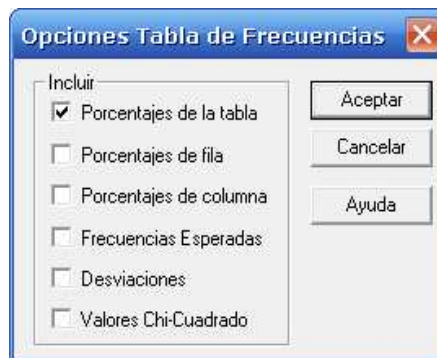 Opciones Tabla de Frecuencias
Incluir
Porcentajes de la tabla
Porcentajes de fila
Porcentajes de columna
Frecuencias Esperadas
Desviaciones
Valores Chi-Cuadrado
Aceptar
Cancelar
Ayuda